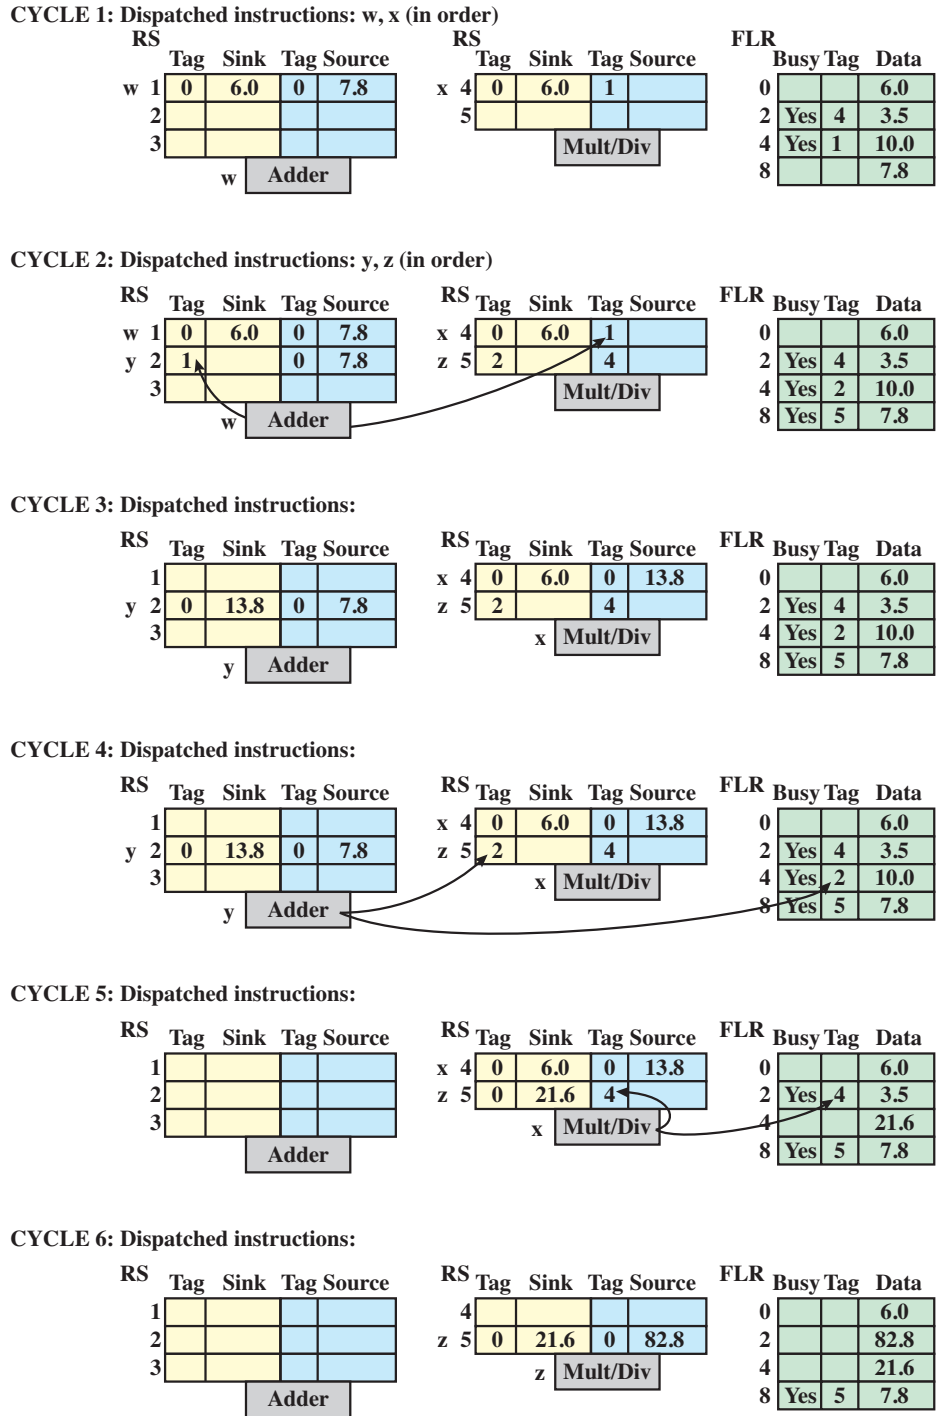 CYCLE 1: Dispatched instructions: w, x (in order)
RS RS FLR
Tag Sink Tag Source Tag Sink Tag Source Busy Tag Data
w 1 0 6.0 0 7.8 x 4 0 6.0 1 0 6.0
2 5 2 Yes 4 3.5
3 Mult/Div 4 Yes 1 10.0
w Adder 8 7.8
CYCLE 2: Dispatched instructions: y, z (in order)
RS Tag Sink Tag Source RS Tag Sink Tag Source FLR Busy Tag Data
w 1 0 6.0 0 7.8 x 4 0 6.0 1 0 6.0
y 2 1 0 7.8 z 5 2 4 2 Yes 4 3.5
3 Mult/Div 4 Yes 2 10.0
w Adder 8 Yes 5 7.8
CYCLE 3: Dispatched instructions:
RS Tag Sink Tag Source RS Tag Sink Tag Source FLR Busy Tag Data
1 x 4 0 6.0 0 13.8 0 6.0
y 2 0 13.8 0 7.8 z 5 2 4 2 Yes 4 3.5
3 x Mult/Div 4 Yes 2 10.0
y Adder 8 Yes 5 7.8
CYCLE 4: Dispatched instructions:
RS Tag Sink Tag Source RS Tag Sink Tag Source FLR Busy Tag Data
1 x 4 0 6.0 0 13.8 0 6.0
y 2 0 13.8 0 7.8 z 5 2 4 2 Yes 4 3.5
3 x Mult/Div 4 Yes 2 10.0
y Adder 8 Yes 5 7.8
CYCLE 5: Dispatched instructions:
RS Tag Sink Tag Source RS Tag Sink Tag Source FLR Busy Tag Data
1 x 4 0 6.0 0 13.8 0 6.0
2 z 5 0 21.6 4 2 Yes 4 3.5
3 x Mult/Div 4 21.6
Adder 8 Yes 5 7.8
CYCLE 6: Dispatched instructions:
RS Tag Sink Tag Source RS Tag Sink Tag Source FLR Busy Tag Data
1 4 0 6.0
2 z 5 0 21.6 0 82.8 2 82.8
3 z Mult/Div 4 21.6
Adder 8 Yes 5 7.8